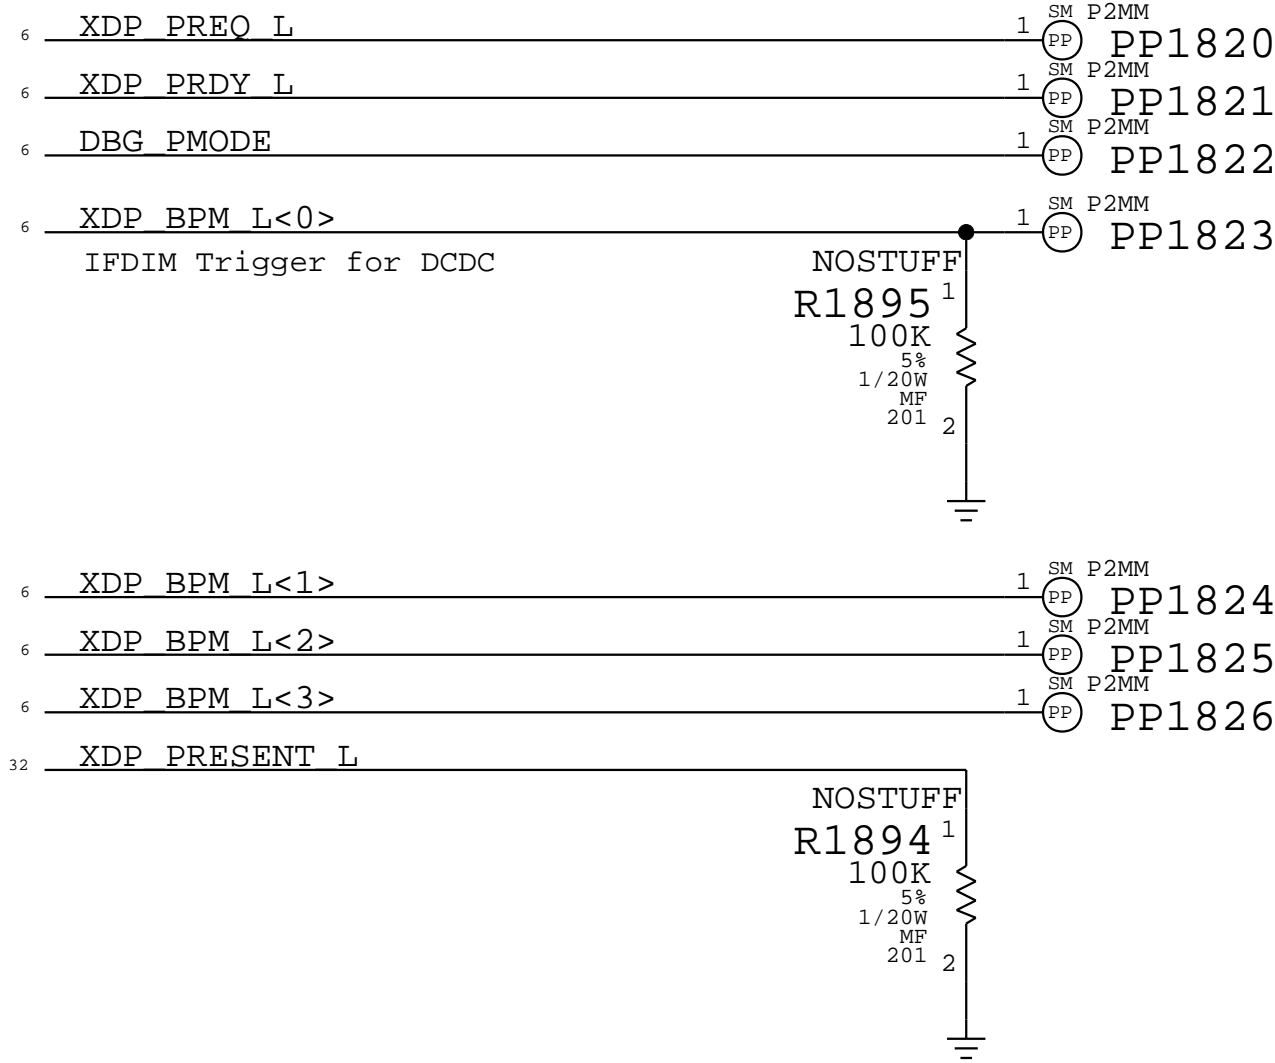 6 XDP_PREQ_L 1 SM P2MM PP PP1820
6 XDP_PRDY_L 1 SM P2MM PP PP1821
6 DBG_PMODE 1 SM P2MM PP PP1822
6 XDP_BPM_L<0> 1 SM P2MM PP PP1823
IFDIM Trigger for DCDC
NOSTUFF
R1895 1
100K
5%
1/20W
MF
201
2
6 XDP_BPM_L<1> 1 SM P2MM PP PP1824
6 XDP_BPM_L<2> 1 SM P2MM PP PP1825
6 XDP_BPM_L<3> 1 SM P2MM PP PP1826
32 XDP_PRESENT_L
NOSTUFF
R1894 1
100K
5%
1/20W
MF
201
2